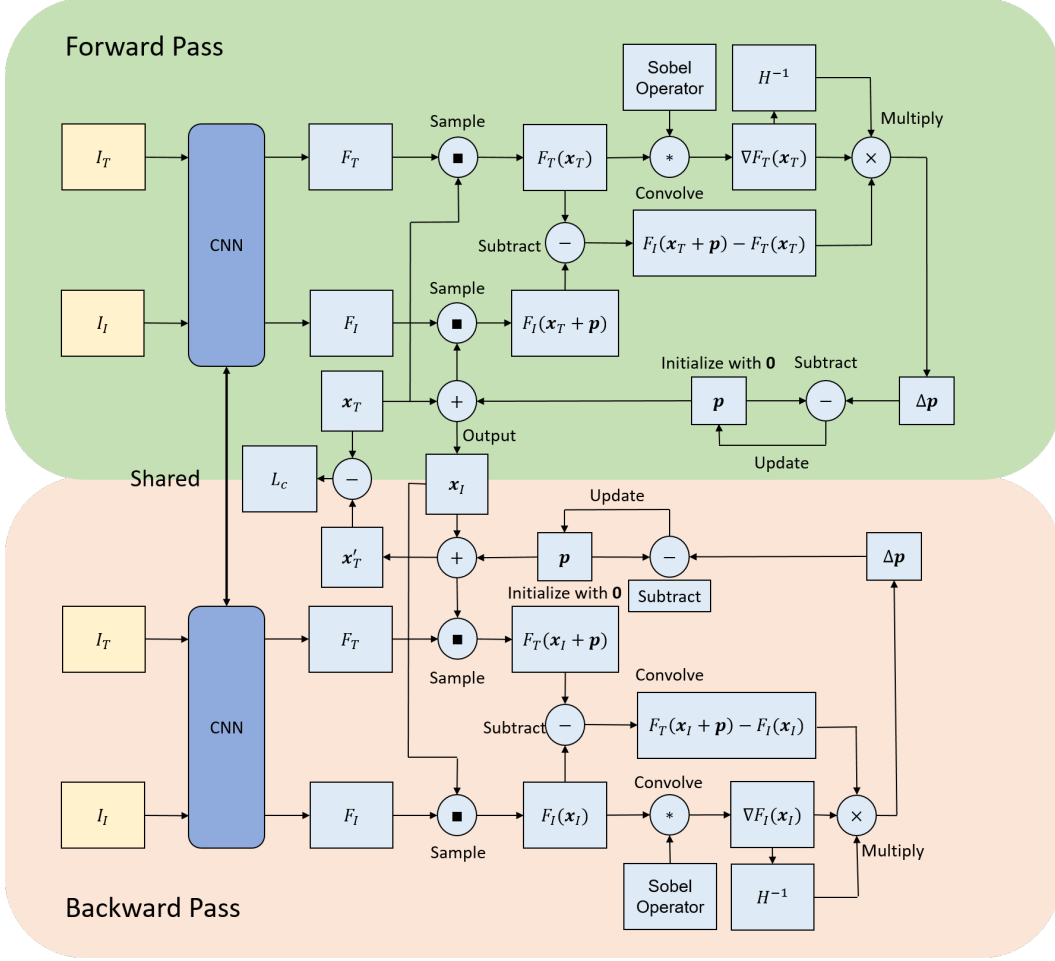 Forward Pass
Sobel
Operator
H⁻¹
Sample
Multiply
I_T
F_T
■
F_T(x_T)
*
∇F_T(x_T)
×
Convolve
CNN
Subtract
−
F_I(x_T + p) − F_T(x_T)
Sample
I_I
F_I
■
F_I(x_T + p)
Initialize with 0
Subtract
x_T
+
p
−
Δp
Output
Update
Shared
L_c
−
x_I
Update
x′_T
+
p
−
Δp
Initialize with 0
Subtract
I_T
F_T
■
F_T(x_I + p)
Sample
Convolve
CNN
Subtract
−
F_T(x_I + p) − F_I(x_I)
Convolve
I_I
F_I
■
F_I(x_I)
*
∇F_I(x_I)
×
Sample
Multiply
Sobel
Operator
H⁻¹
Backward Pass